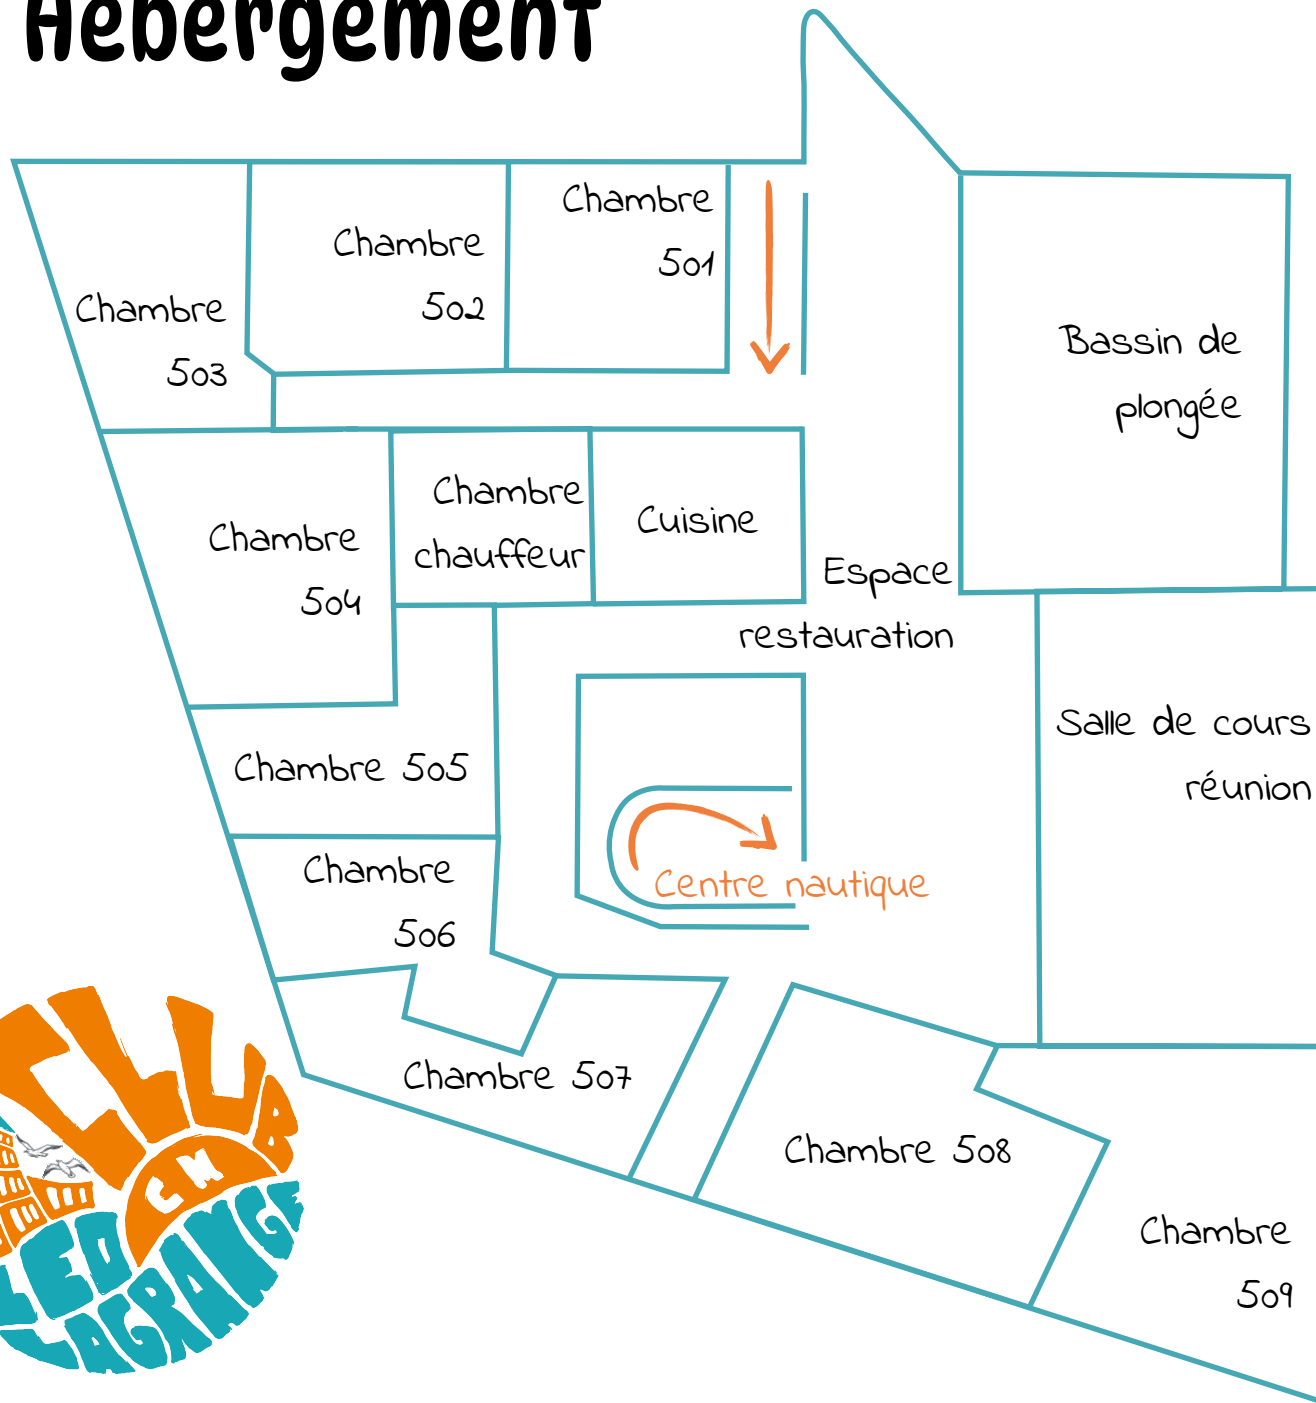 Hébergement
Chambre
501
Chambre
502
Chambre
503
Bassin de
plongée
Chambre
chauffeur
Cuisine
Chambre
504
Espace
restauration
Salle de cours
réunion
Chambre 505
Chambre
506
Centre nautique
Chambre 507
Chambre 508
Chambre
509
CLUB
CM
LEO
LAGRANGE